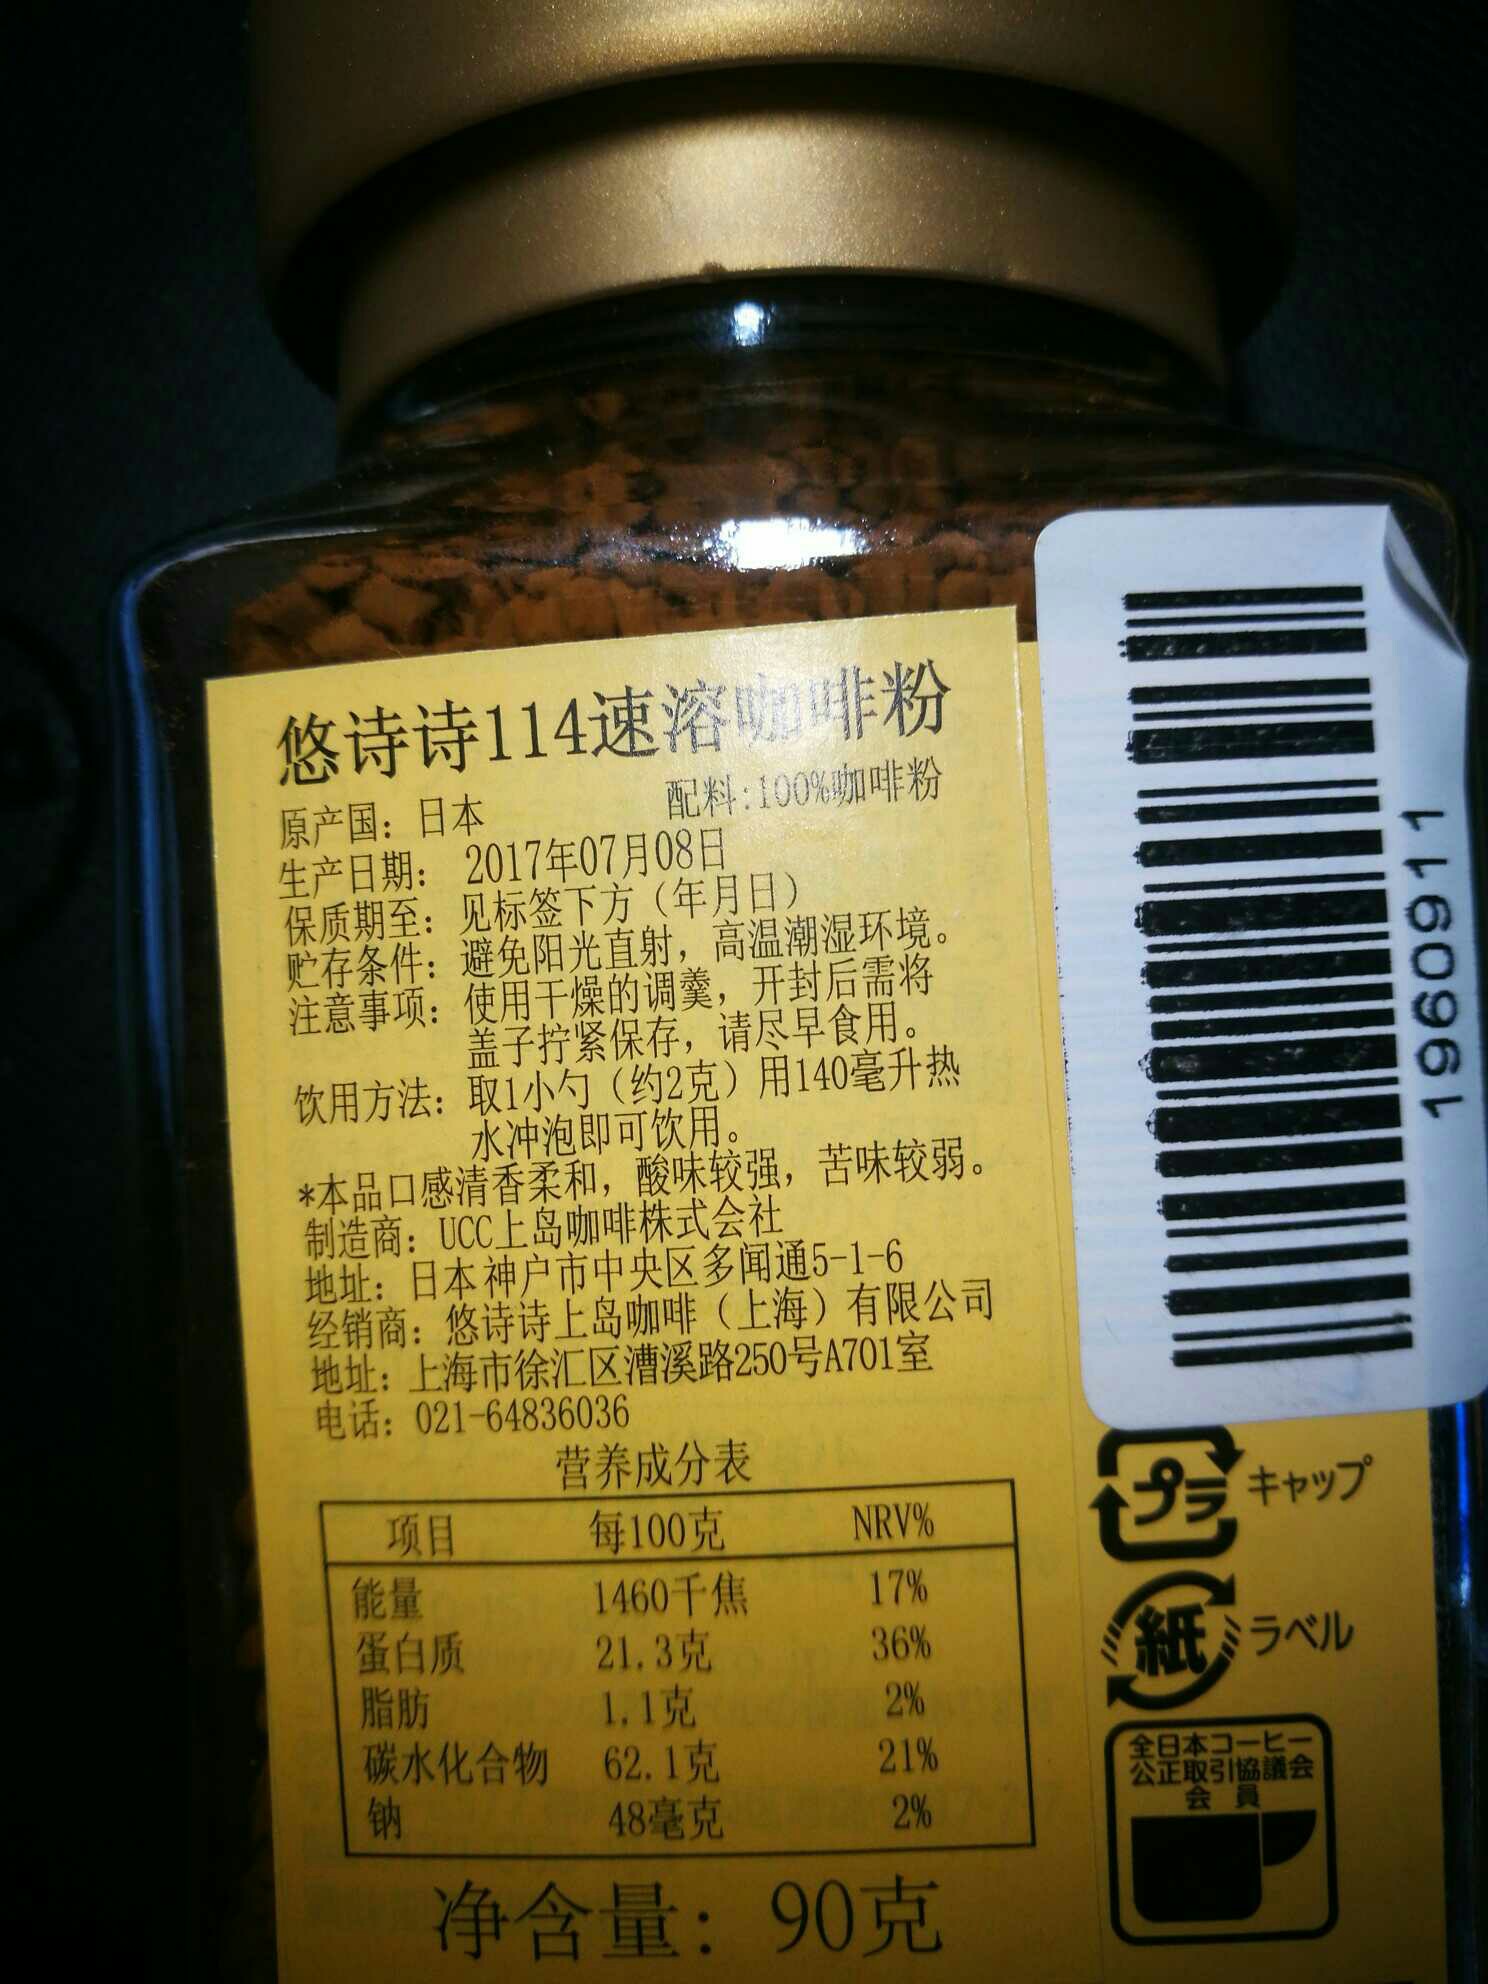 悠诗诗114速溶咖啡粉
原产国：日本 配料:100%咖啡粉
生产日期： 2017年07月08日
保质期至：见标签下方（年月日）
贮存条件：避免阳光直射，高温潮湿环境。
注意事项：使用干燥的调羹，开封后需将
盖子拧紧保存，请尽早食用。
饮用方法：取1小勺（约2克）用140毫升热
水冲泡即可饮用。
*本品口感清香柔和，酸味较强，苦味较弱。
制造商：UCC上岛咖啡株式会社
地址：日本神户市中央区多闻通5-1-6
经销商：悠诗诗上岛咖啡（上海）有限公司
地址：上海市徐汇区漕溪路250号A701室
电话：021-64836036
营养成分表
项目 每100克 NRV%
能量 1460千焦 17%
蛋白质 21.3克 36%
脂肪 1.1克 2%
碳水化合物 62.1克 21%
钠 48毫克 2%
净含量：90克
1960911
プラ キャップ
紙 ラベル
全日本コーヒー
公正取引協議会
会員